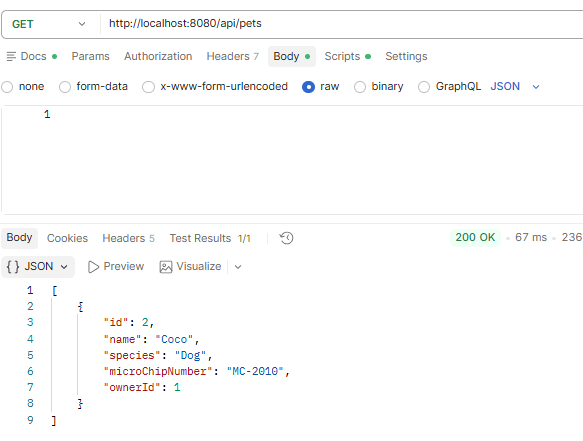 GET http://localhost:8080/api/pets
Docs Params Authorization Headers 7 Body Scripts Settings
none form-data x-www-form-urlencoded raw binary GraphQL JSON
1
Body Cookies Headers 5 Test Results 1/1 200 OK 67 ms 236
{} JSON Preview Visualize
1 [
2 {
3 "id": 2,
4 "name": "Coco",
5 "species": "Dog",
6 "microChipNumber": "MC-2010",
7 "ownerId": 1
8 }
9 ]